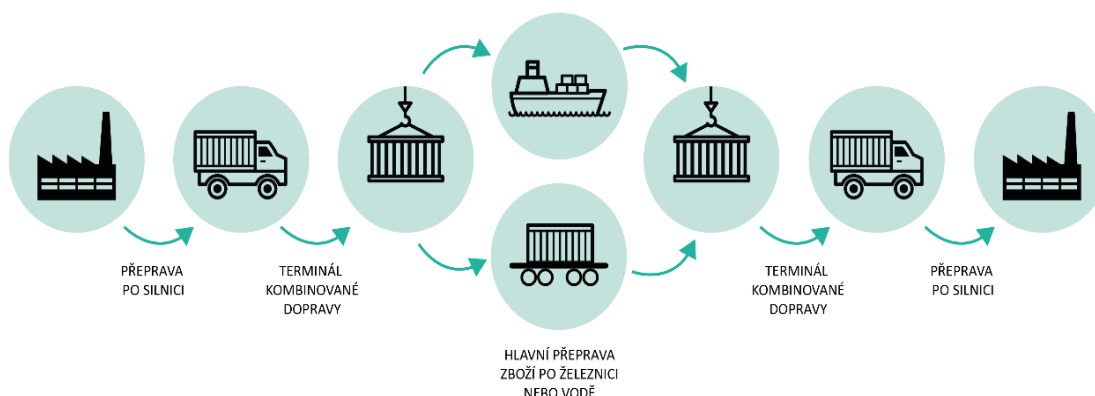 PŘEPRAVA
PO SILNICI
TERMINÁL
KOMBINOVANÉ
DOPRAVY
HLAVNÍ PŘEPRAVA
ZBOŽÍ PO ŽELEZNICI
NEBO VODĚ
TERMINÁL
KOMBINOVANÉ
DOPRAVY
PŘEPRAVA
PO SILNICI